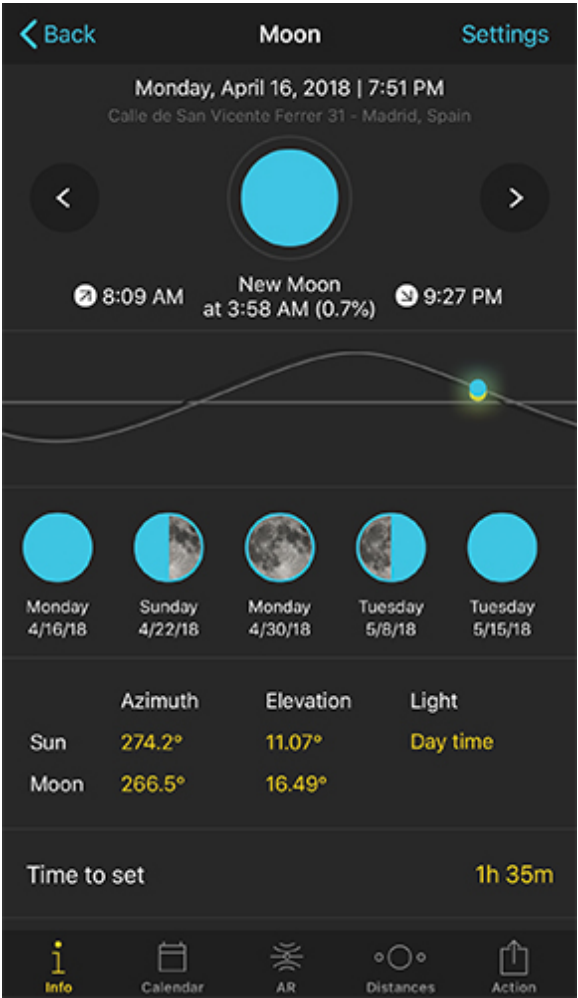 Back Moon Settings
Monday, April 16, 2018 | 7:51 PM
Calle de San Vicente Ferrer 31 - Madrid, Spain
8:09 AM New Moon 9:27 PM
at 3:58 AM (0.7%)
Monday Sunday Monday Tuesday Tuesday
4/16/18 4/22/18 4/30/18 5/8/18 5/15/18
Azimuth Elevation Light
Sun 274.2° 11.07° Day time
Moon 266.5° 16.49°
Time to set 1h 35m
Info Calendar AR Distances Action